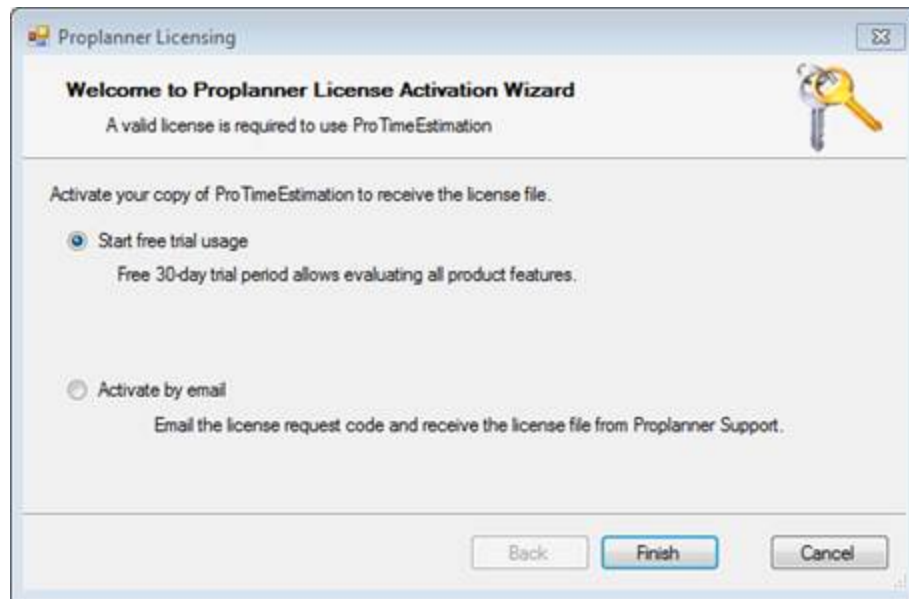 Proplanner Licensing
Welcome to Proplanner License Activation Wizard
A valid license is required to use ProTimeEstimation
Activate your copy of ProTimeEstimation to receive the license file.
Start free trial usage
Free 30-day trial period allows evaluating all product features.
Activate by email
Email the license request code and receive the license file from Proplanner Support.
Back Finish Cancel